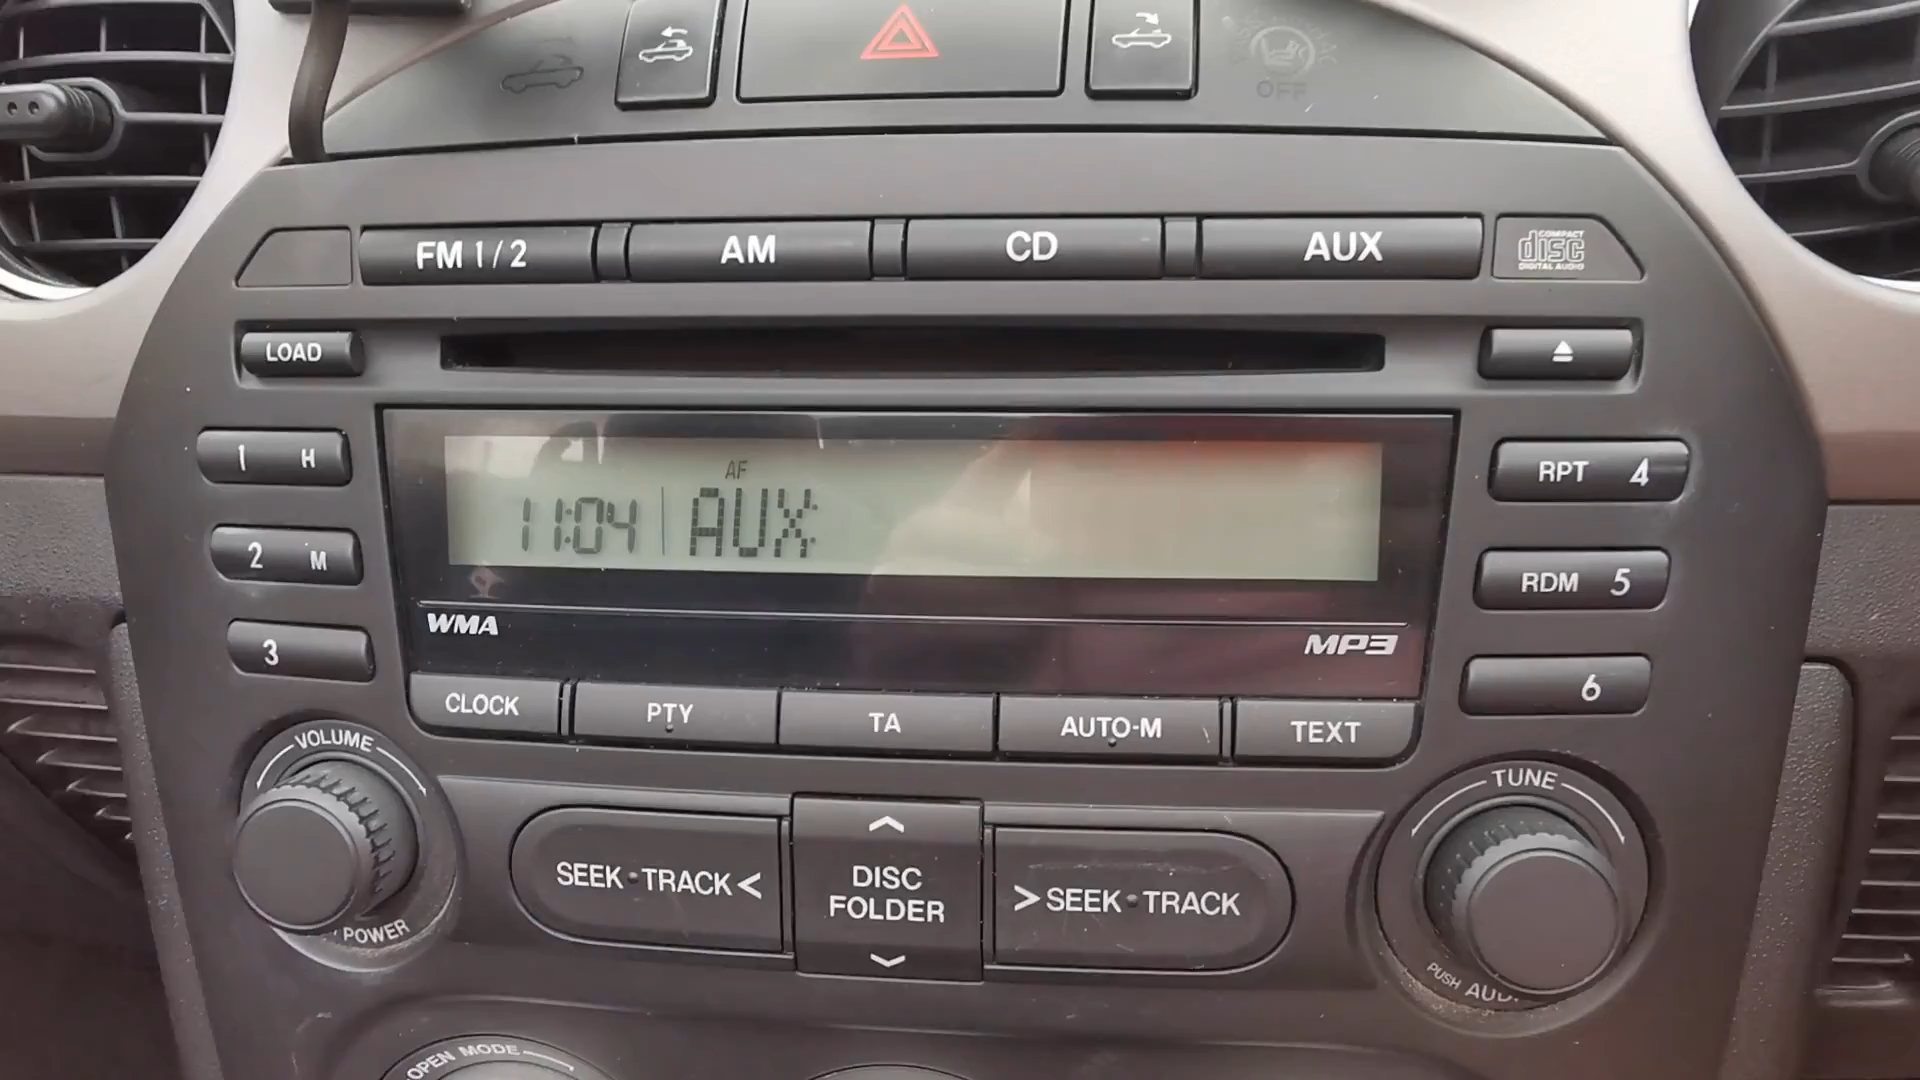 OFF
FM 1/2
AM
CD
AUX
COMPACT
disc
DIGITAL AUDIO
LOAD
1 H
RPT 4
AF
11:04 AUX
2 M
RDM 5
WMA
MP3
3
6
CLOCK
PTY
TA
AUTO-M
TEXT
VOLUME
TUNE
SEEK·TRACK<
DISC
FOLDER
>SEEK·TRACK
POWER
PUSH
OPEN MODE